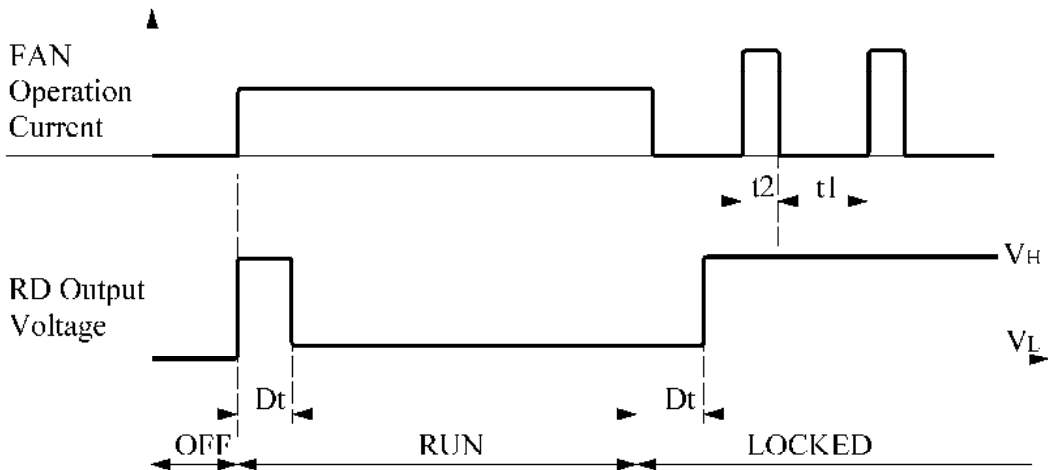 FAN
Operation
Current
t2 t1
VH
RD Output
Voltage
VL
Dt Dt
OFF RUN LOCKED